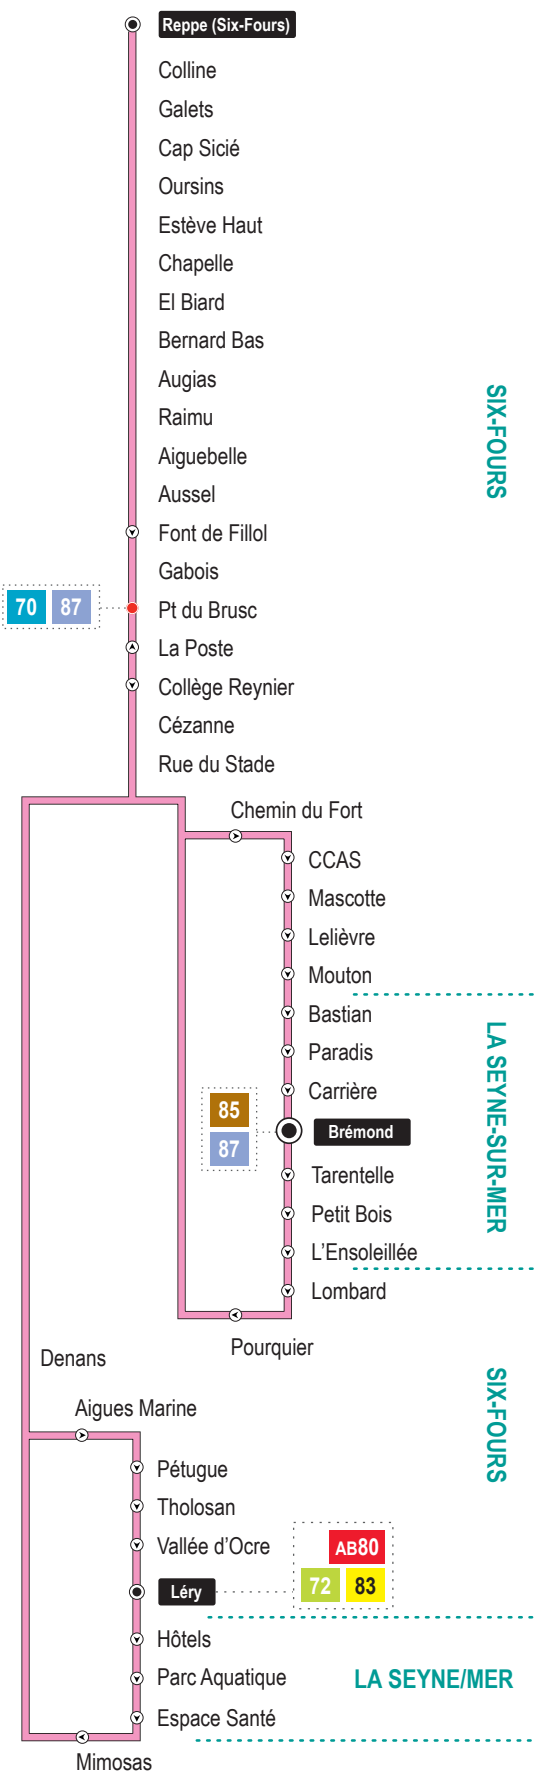 Reppe (Six-Fours)
Colline
Galets
Cap Sicié
Oursins
Estève Haut
Chapelle
El Biard
Bernard Bas
Augias
Raimu
Aiguebelle
Aussel
SIX-FOURS
Font de Fillol
Gabois
70 87
Pt du Brusc
La Poste
Collège Reynier
Cézanne
Rue du Stade
Chemin du Fort
CCAS
Mascotte
Lelièvre
Mouton
Bastian
Paradis
Carrière
LA SEYNE-SUR-MER
85
87
Brémond
Tarentelle
Petit Bois
L'Ensoleillée
Lombard
Pourquier
Denans
SIX-FOURS
Aigues Marine
Pétugue
Tholosan
Vallée d'Ocre
AB80
72 83
Léry
Hôtels
Parc Aquatique
LA SEYNE/MER
Espace Santé
Mimosas